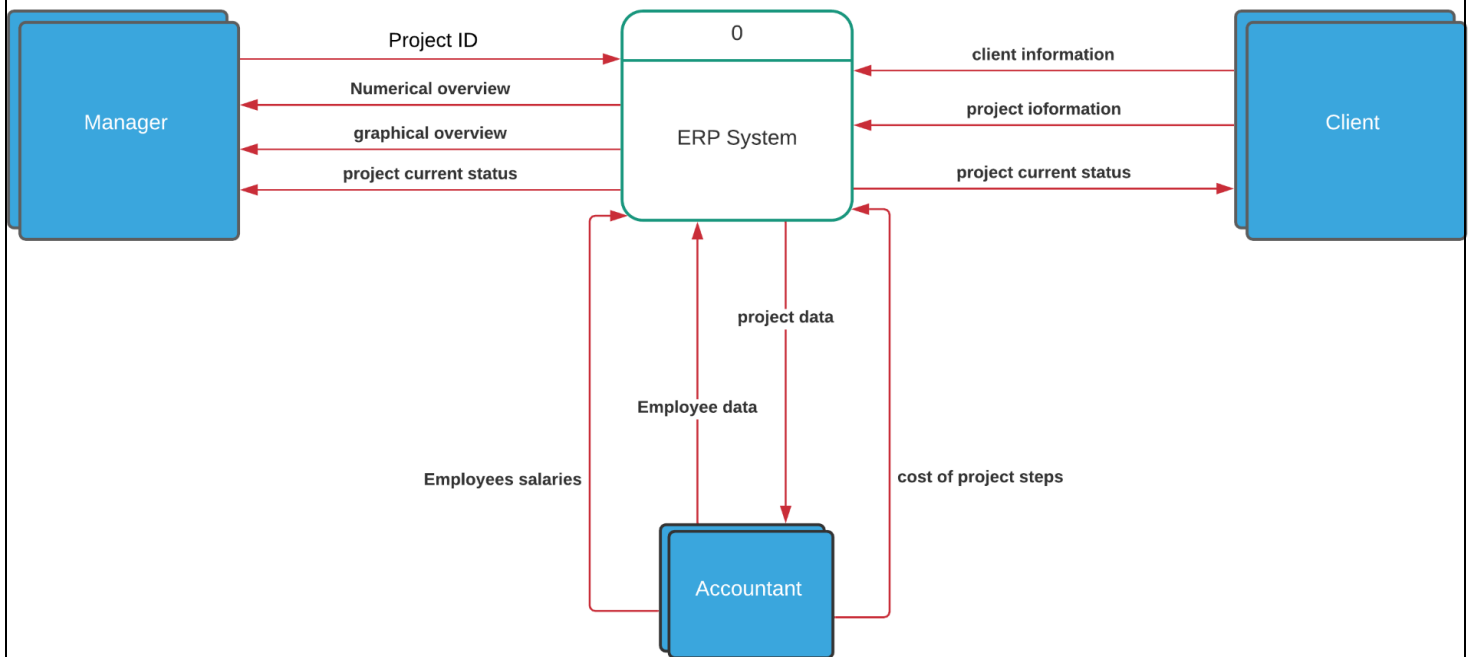 Project ID
0
client information
Numerical overview
project ioformation
Manager
graphical overview
ERP System
Client
project current status
project current status
project data
Employee data
Employees salaries
cost of project steps
Accountant